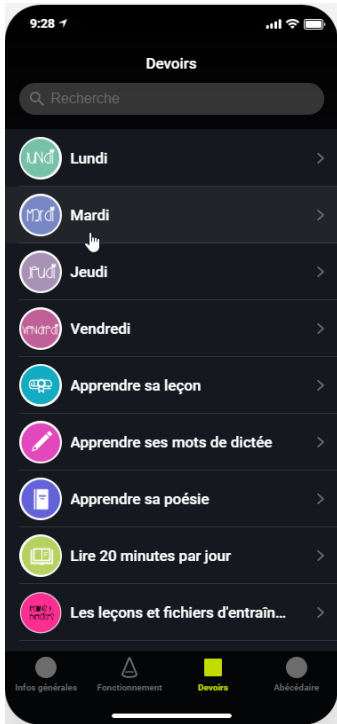 9:28
Devoirs
Recherche
lundi Lundi
mardi Mardi
jeudi Jeudi
vendredi Vendredi
Apprendre sa leçon
Apprendre ses mots de dictée
Apprendre sa poésie
Lire 20 minutes par jour
Les leçons et fichiers d'entraîn...
Infos générales Fonctionnement Devoirs Abécédaire